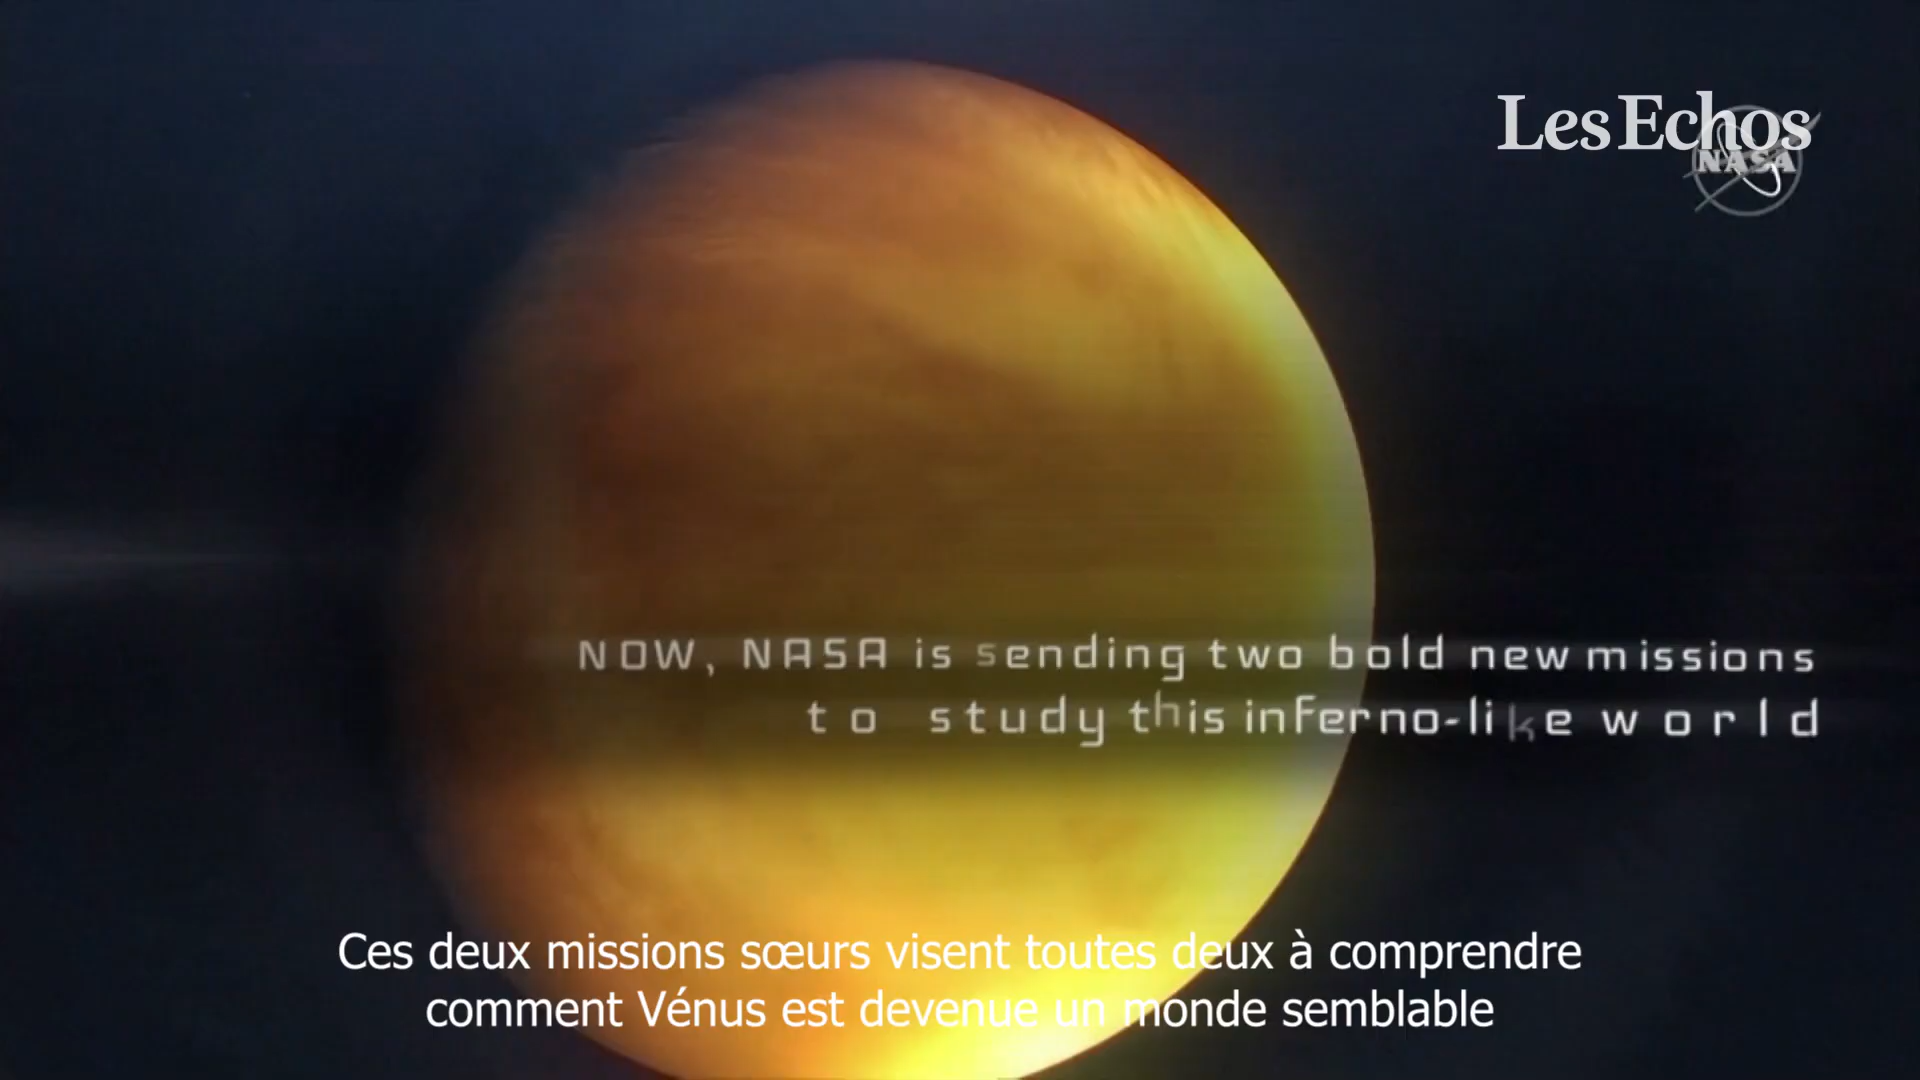 Les Echos
NASA
NOW, NASA is sending two bold new missions
to study this inferno-like world
Ces deux missions sœurs visent toutes deux à comprendre
comment Vénus est devenue un monde semblable